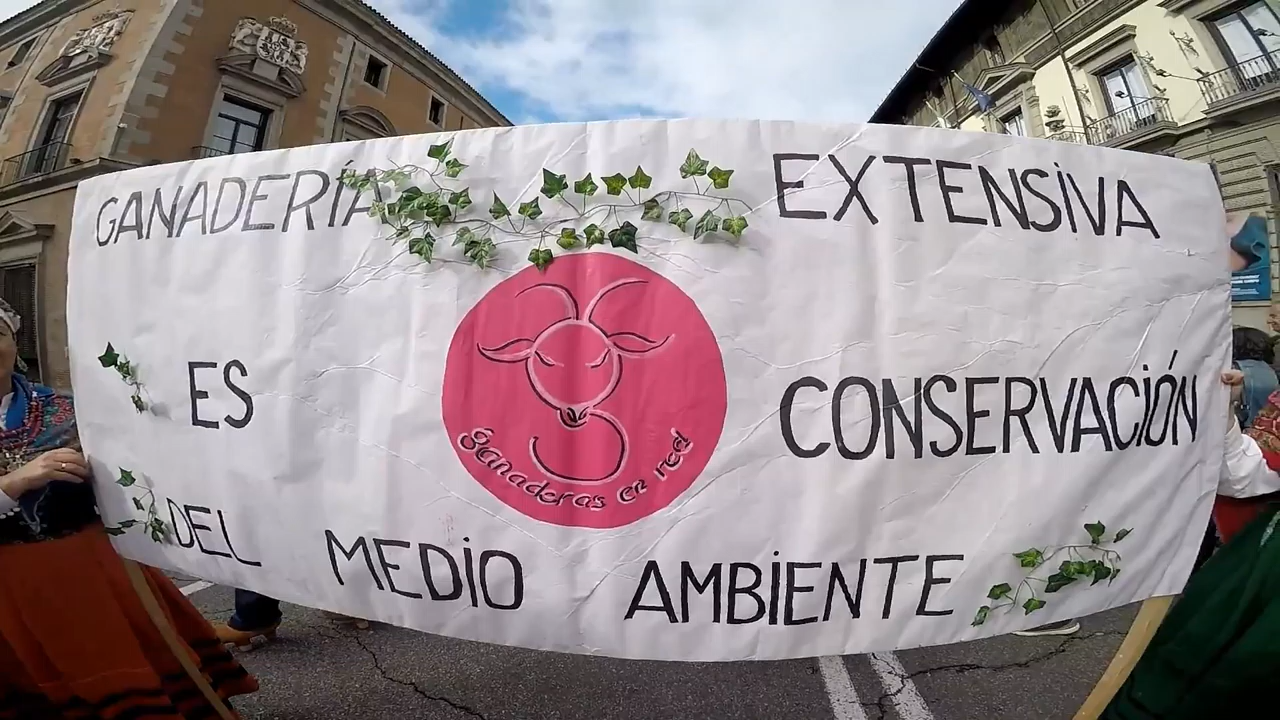 GANADERÍA EXTENSIVA
ES CONSERVACIÓN
Ganaderas en red
DEL MEDIO AMBIENTE